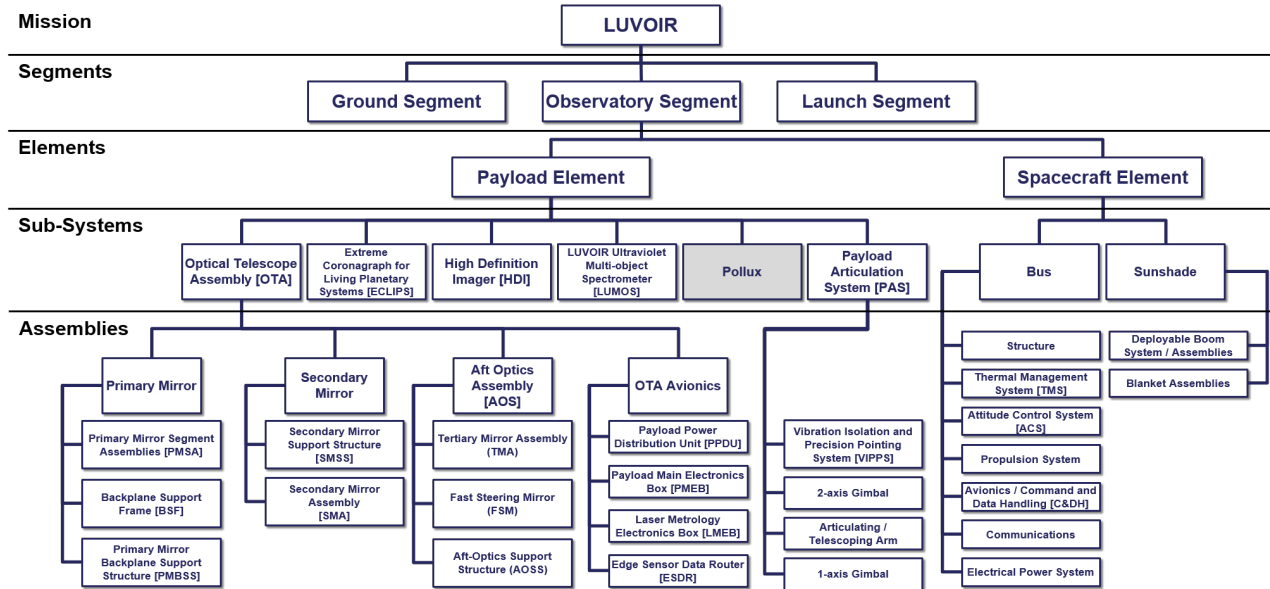 Mission
LUVOIR
Segments
Ground Segment
Observatory Segment
Launch Segment
Elements
Payload Element
Spacecraft Element
Sub-Systems
Optical Telescope
Assembly [OTA]
Extreme
Coronagraph for
Living Planetary
Systems [ECLIPS]
High Definition
Imager [HDI]
LUVOIR Ultraviolet
Multi-object
Spectrometer
[LUMOS]
Pollux
Payload
Articulation
System [PAS]
Bus
Sunshade
Assemblies
Primary Mirror
Primary Mirror Segment
Assemblies [PMSA]
Backplane Support
Frame [BSF]
Primary Mirror
Backplane Support
Structure [PMBSS]
Secondary
Mirror
Secondary Mirror
Support Structure
[SMSS]
Secondary Mirror
Assembly
[SMA]
Aft Optics
Assembly
[AOS]
Tertiary Mirror Assembly
(TMA)
Fast Steering Mirror
(FSM)
Aft-Optics Support
Structure (AOSS)
OTA Avionics
Payload Power
Distribution Unit [PPDU]
Payload Main Electronics
Box [PMEB]
Laser Metrology
Electronics Box [LMEB]
Edge Sensor Data Router
[ESDR]
Vibration Isolation and
Precision Pointing
System [VIPPS]
2-axis Gimbal
Articulating /
Telescoping Arm
1-axis Gimbal
Structure
Thermal Management
System [TMS]
Attitude Control System
[ACS]
Propulsion System
Avionics / Command and
Data Handling [C&DH]
Communications
Electrical Power System
Deployable Boom
System / Assemblies
Blanket Assemblies